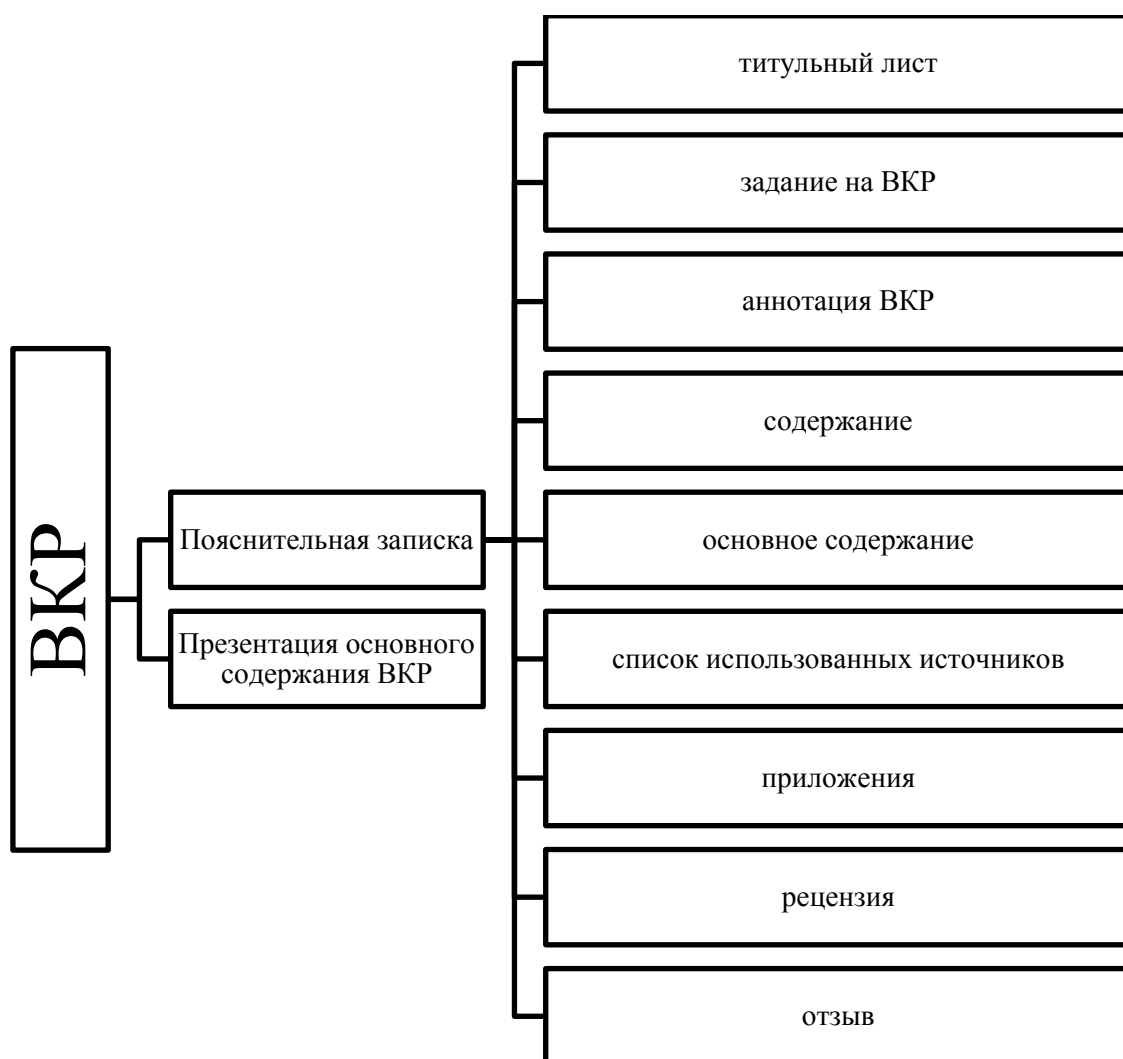 ВКР
Пояснительная записка
Презентация основного
содержания ВКР
титульный лист
задание на ВКР
аннотация ВКР
содержание
основное содержание
список использованных источников
приложения
рецензия
отзыв